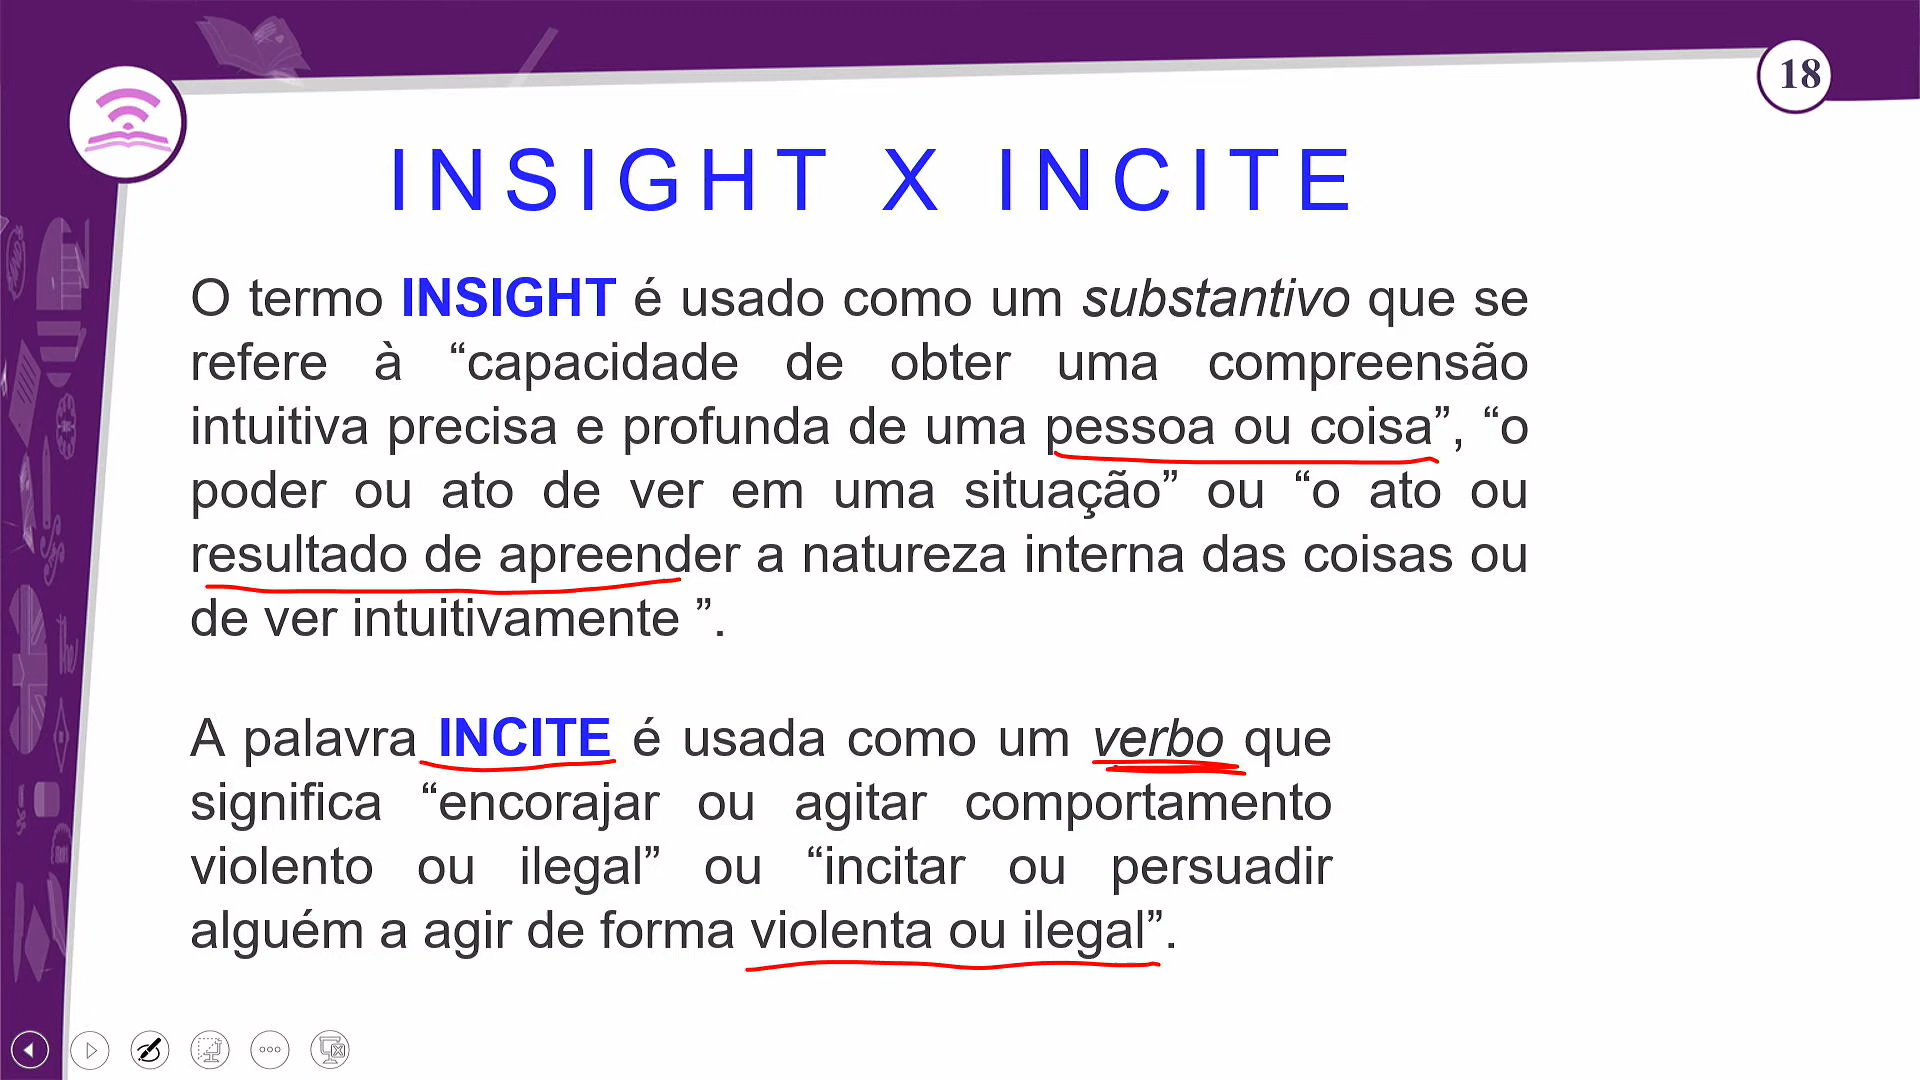 18
INSIGHT X INCITE
O termo INSIGHT é usado como um substantivo que se
refere à “capacidade de obter uma compreensão
intuitiva precisa e profunda de uma pessoa ou coisa”, “o
poder ou ato de ver em uma situação” ou “o ato ou
resultado de apreender a natureza interna das coisas ou
de ver intuitivamente ”.
A palavra INCITE é usada como um verbo que
significa “encorajar ou agitar comportamento
violento ou ilegal” ou “incitar ou persuadir
alguém a agir de forma violenta ou ilegal”.